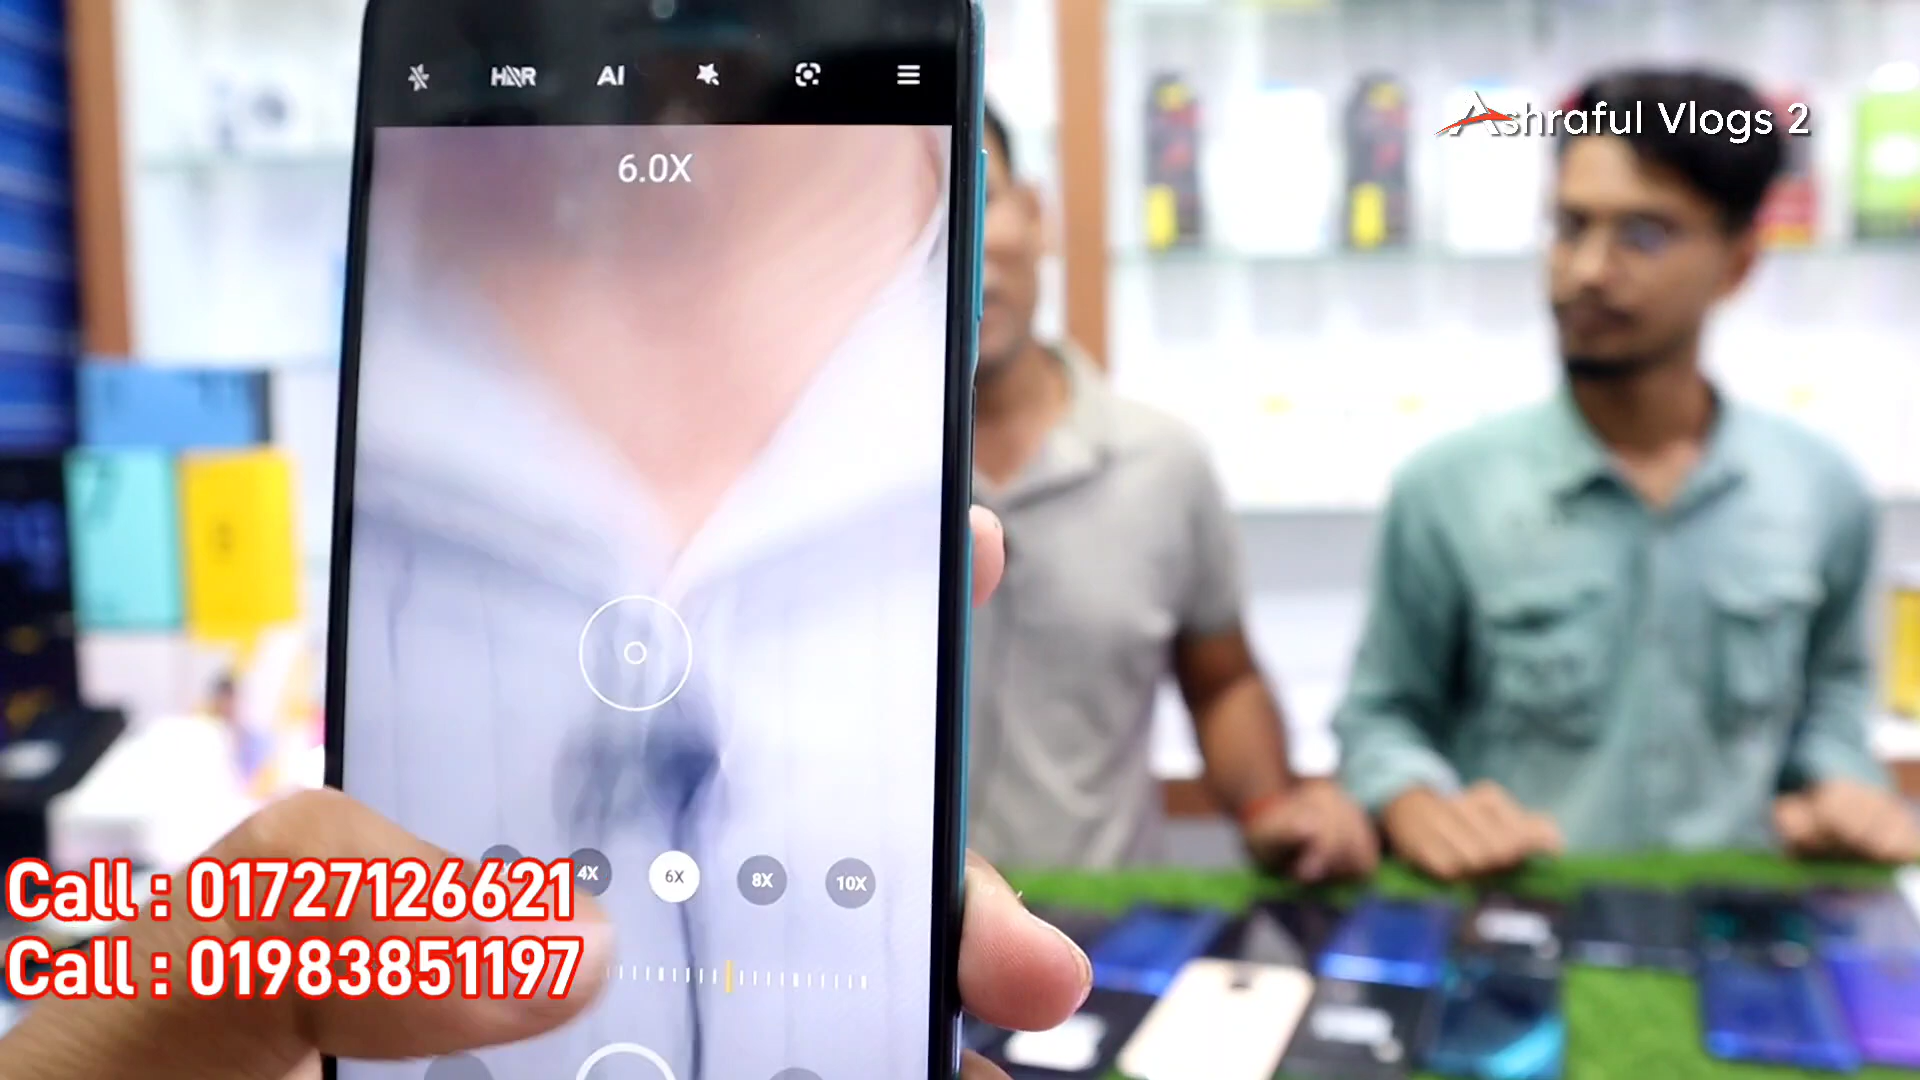 HDR AI
Ashraful Vlogs 2
6.0X
4X 6X 8X 10X
Call : 01727126621
Call : 01983851197